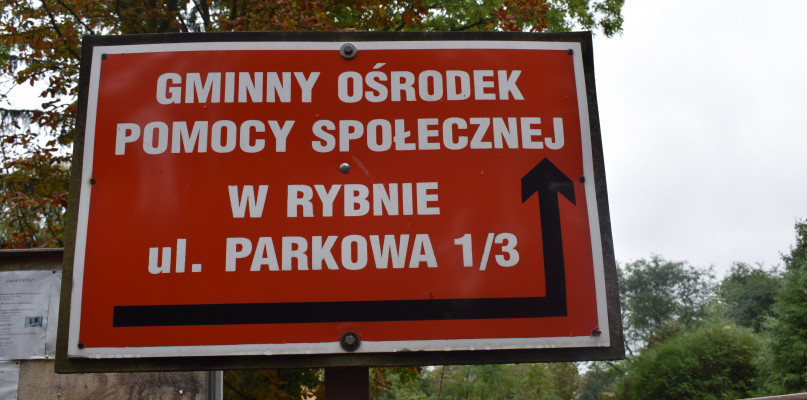 GMINNY OŚRODEK
POMOCY SPOŁECZNEJ
W RYBNIE
ul. PARKOWA 1/3